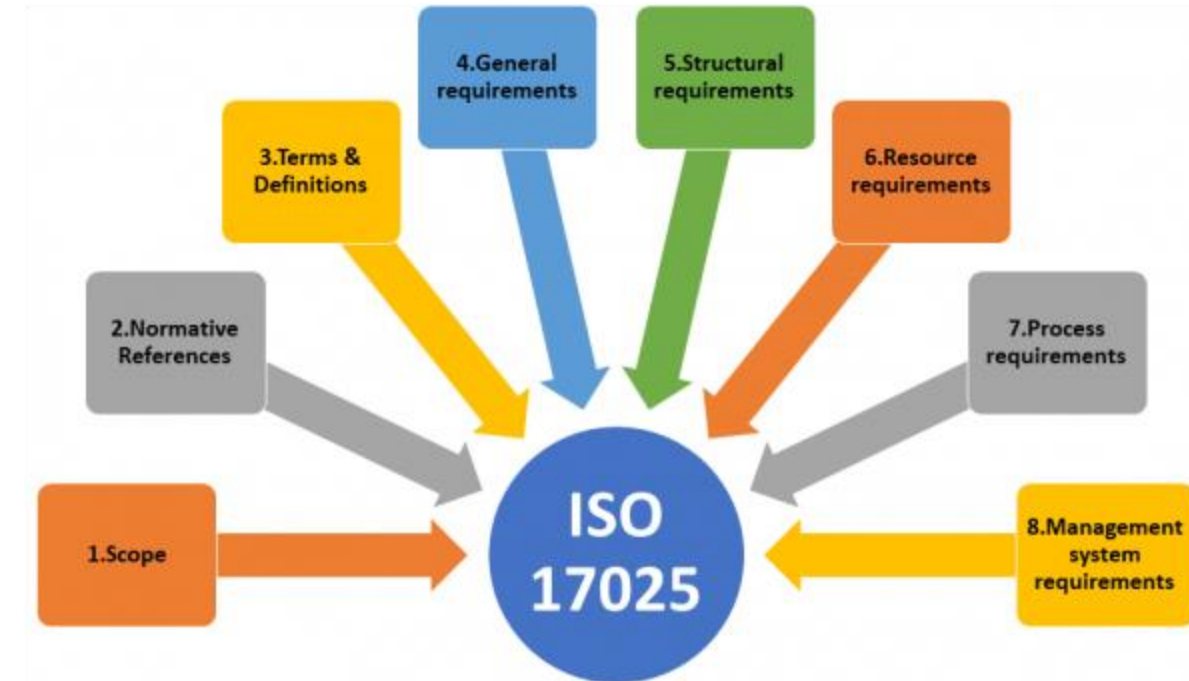 1.Scope
2.Normative
References
3.Terms &
Definitions
4.General
requirements
5.Structural
requirements
6.Resource
requirements
7.Process
requirements
8.Management
system
requirements
ISO
17025